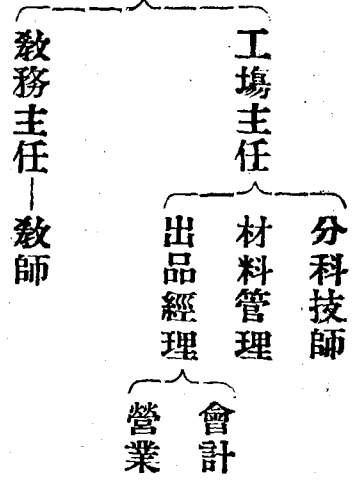 工場主任
分科技師
材料管理
出品經理
會計
營業
教務主任—教師